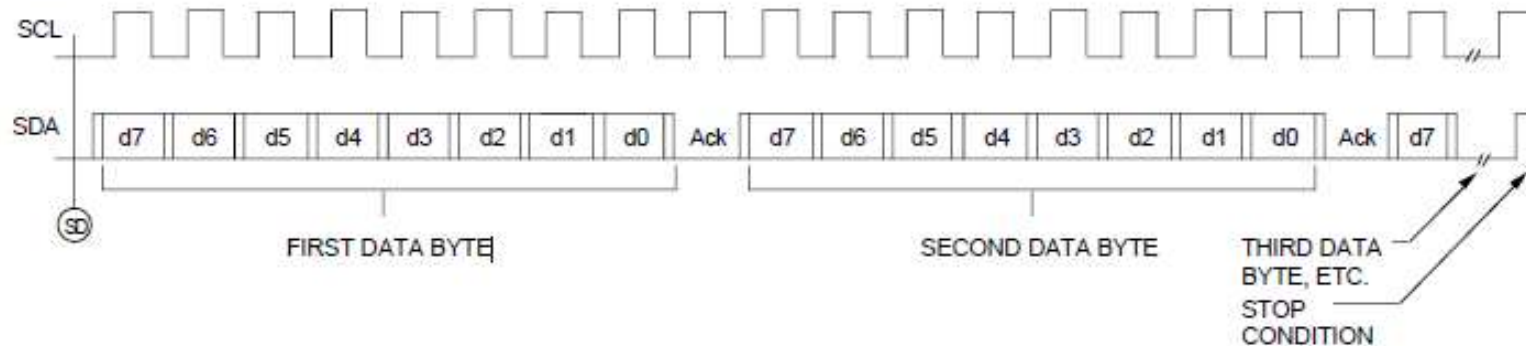 SCL
SDA d7 d6 d5 d4 d3 d2 d1 d0 Ack d7 d6 d5 d4 d3 d2 d1 d0 Ack d7
SD
FIRST DATA BYTE
SECOND DATA BYTE
THIRD DATA
BYTE, ETC.
STOP
CONDITION